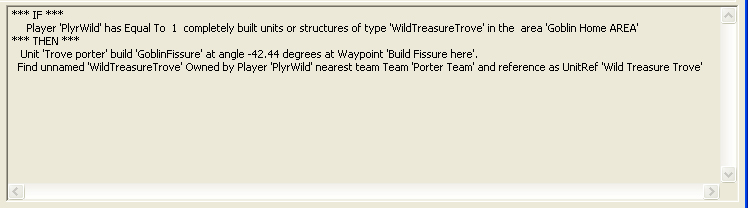 *** IF ***
Player 'PlyrWild' has Equal To 1 completely built units or structures of type 'WildTreasureTrove' in the area 'Goblin Home AREA'
*** THEN ***
Unit 'Trove porter' build 'GoblinFissure' at angle -42.44 degrees at Waypoint 'Build Fissure here'.
Find unnamed 'WildTreasureTrove' Owned by Player 'PlyrWild' nearest team Team 'Porter Team' and reference as UnitRef 'Wild Treasure Trove'